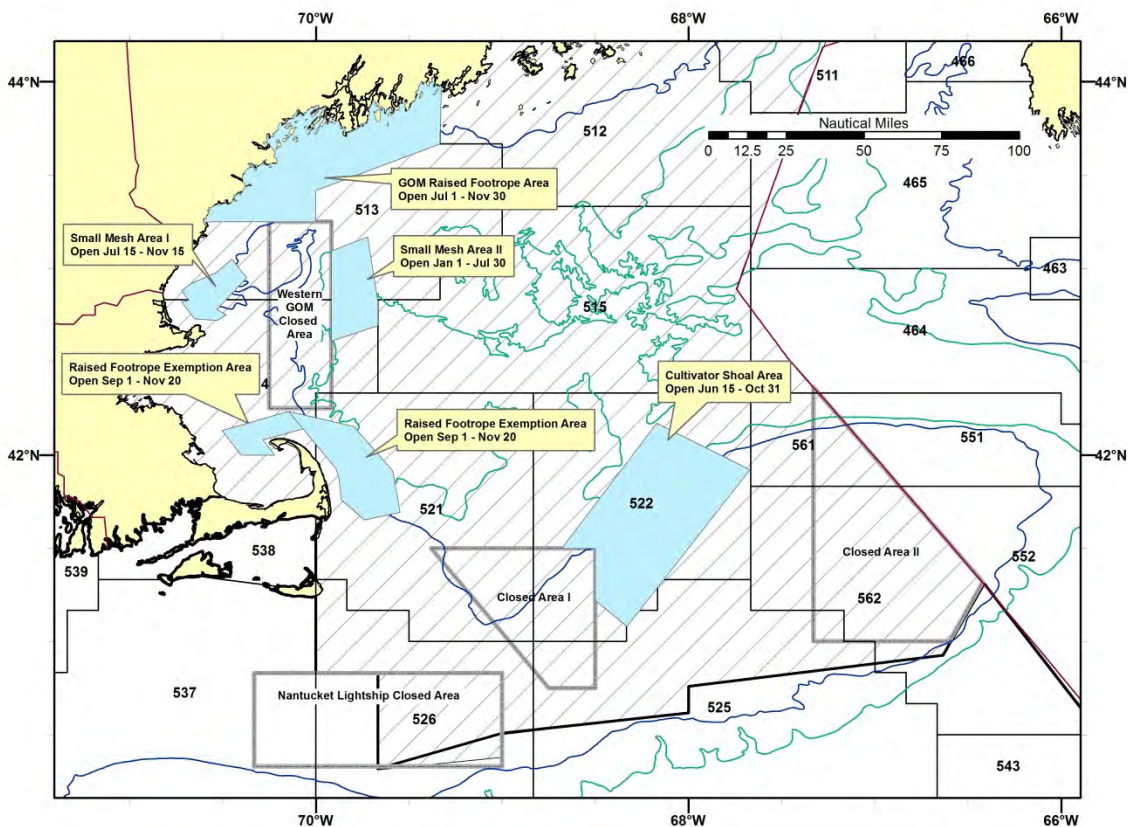 70°W
68°W
66°W
44°N
44°N
466
511
512
Nautical Miles
0 12.5 25 50 75 100
465
GOM Raised Footrope Area
Open Jul 1 - Nov 30
513
Small Mesh Area I
Open Jul 15 - Nov 15
Small Mesh Area II
Open Jan 1 - Jul 30
463
Western
GOM
Closed
Area
515
464
Raised Footrope Exemption Area
Open Sep 1 - Nov 20
4
Cultivator Shoal Area
Open Jun 15 - Oct 31
Raised Footrope Exemption Area
Open Sep 1 - Nov 20
561
551
42°N
42°N
521
522
538
539
Closed Area II
552
Closed Area I
562
537
Nantucket Lightship Closed Area
526
525
543
70°W
68°W
66°W